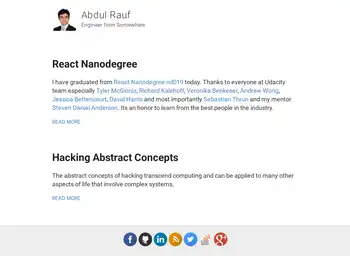 Abdul Rauf
Engineer from Somewhere
React Nanodegree
I have graduated from React Nanodegree nd019 today. Thanks to everyone at Udacity
team especially Tyler McGinnis, Richard Kalehoff, Veronika Benkeser, Andrew Wong,
Jessica Bettencourt, David Harris and most importantly Sebastian Thrun and my mentor
Steven Daniel Anderson. Its an honor to learn from the best people in the industry.
READ MORE
Hacking Abstract Concepts
The abstract concepts of hacking transcend computing and can be applied to many other
aspects of life that involve complex systems.
READ MORE